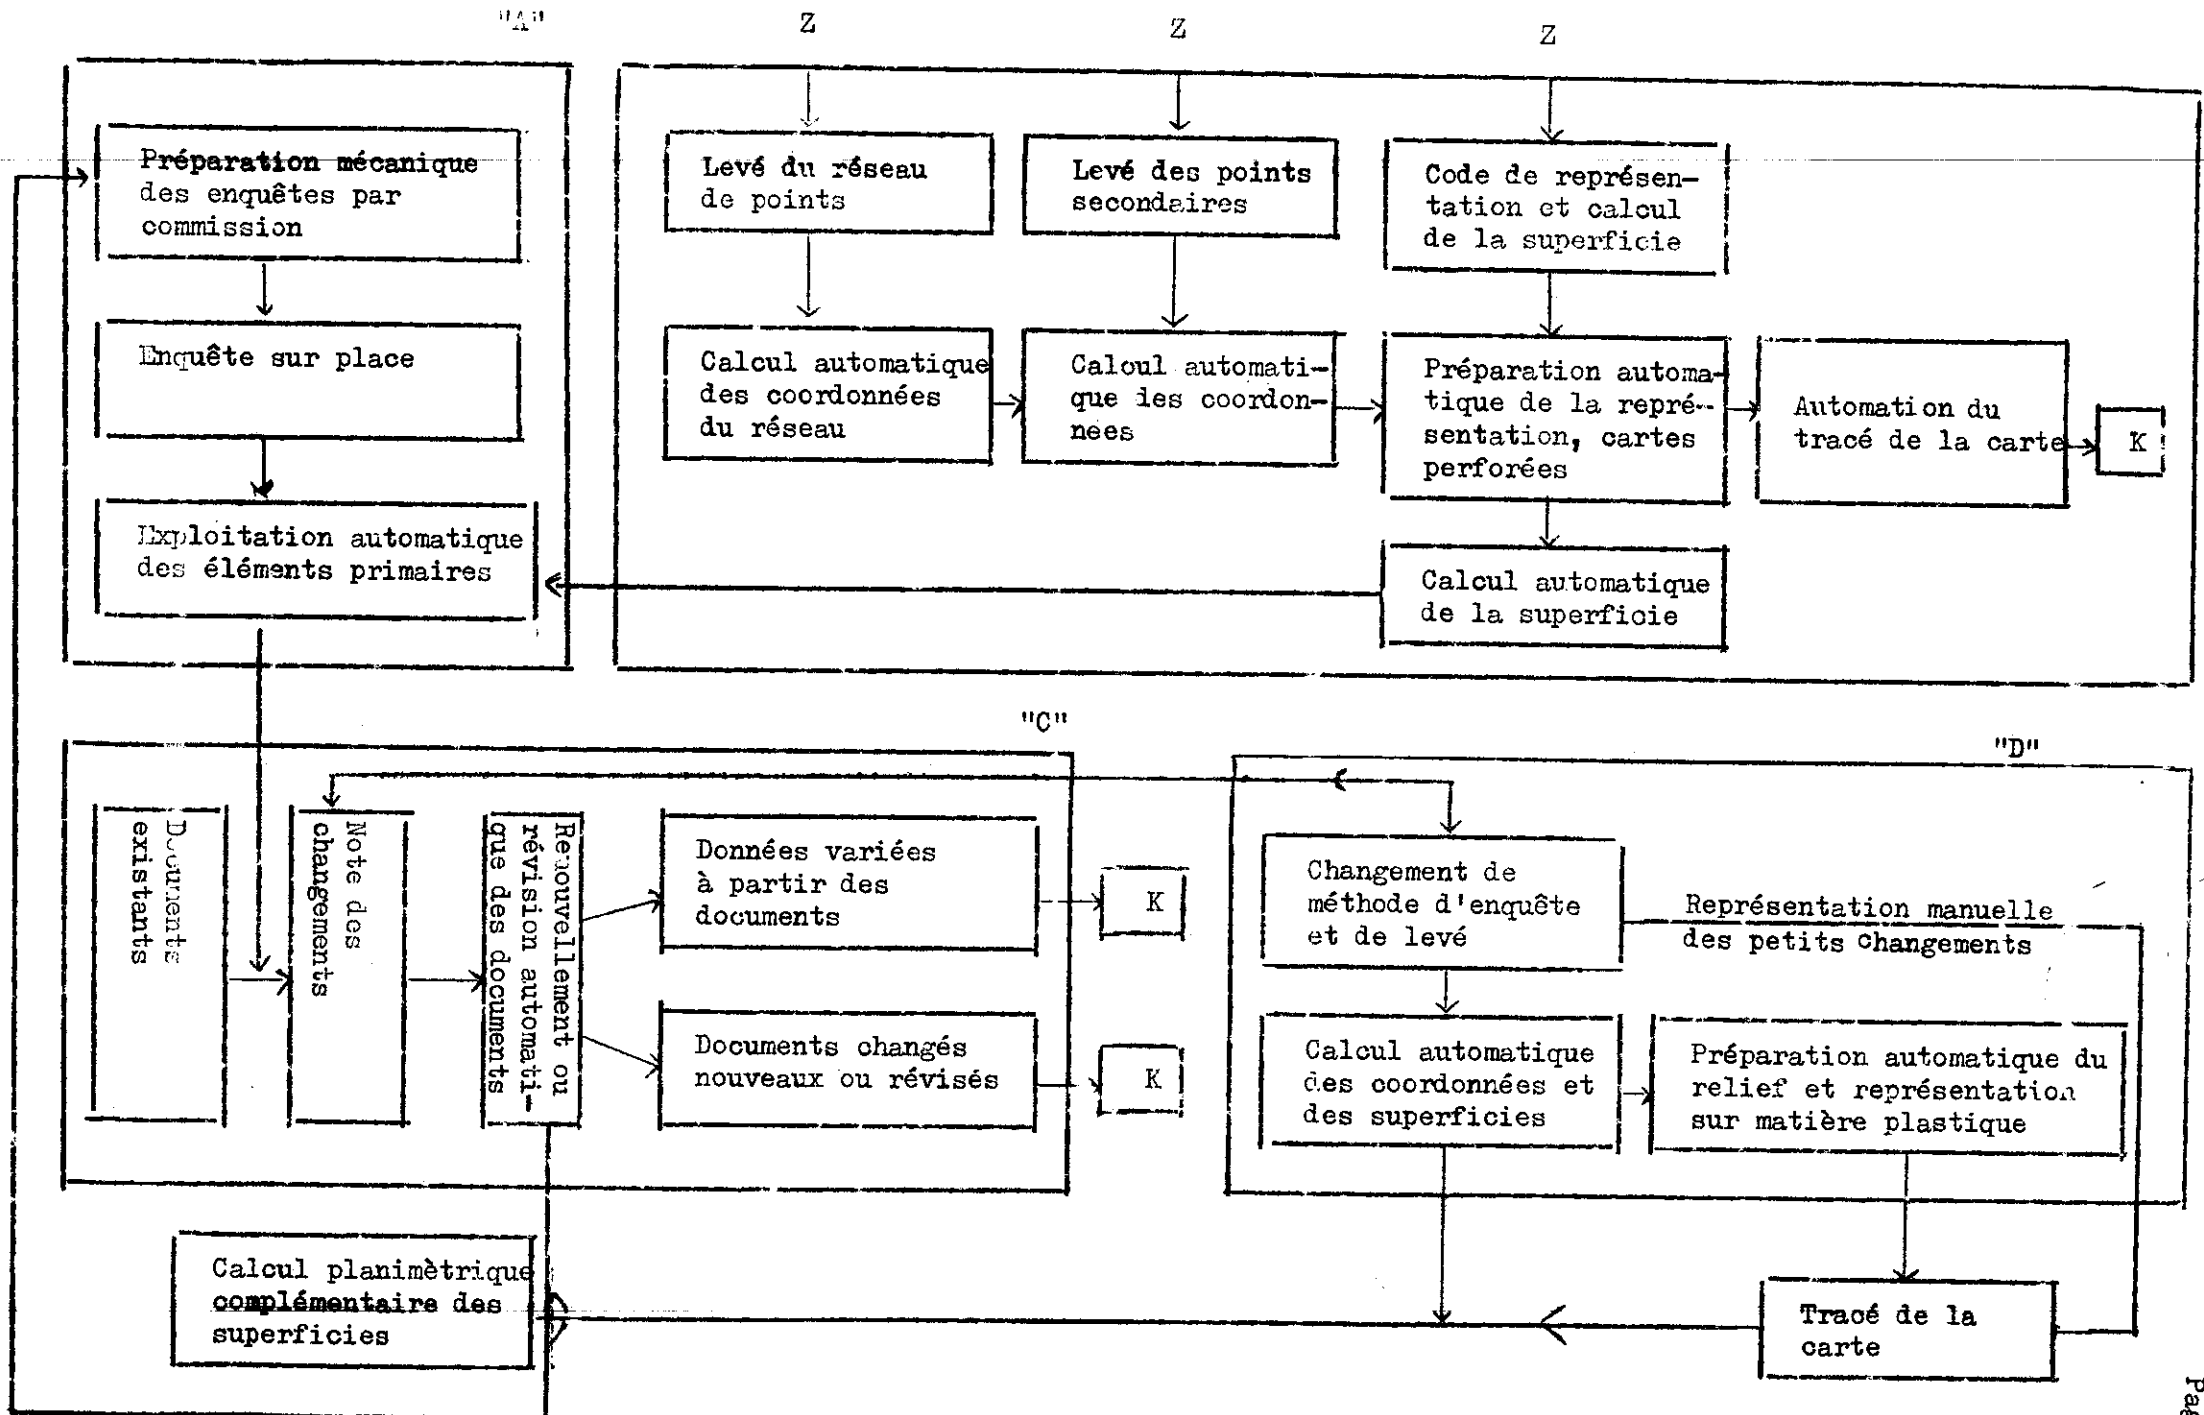 "A"
Z
Z
Z
Préparation mécanique
des enquêtes par
commission
Enquête sur place
Exploitation automatique
des éléments primaires
Levé du réseau
de points
Levé des points
secondaires
Code de représen-
tation et calcul
de la superficie
Calcul automatique
des coordonnées
du réseau
Calcul automati-
que des coordon-
nees
Préparation automa-
tique de la repré-
sentation, cartes
perforées
Automation du
tracé de la carte
K
Calcul automatique
de la superficie
"C"
Documents
existants
Note des
changements
Renouvellement ou
révision automati-
que des documents
Données variées
à partir des
documents
K
Documents changés
nouveaux ou révisés
K
"D"
Changement de
méthode d'enquête
et de levé
Représentation manuelle
des petits changements
Calcul automatique
des coordonnées et
des superficies
Préparation automatique du
relief et représentation
sur matière plastique
Calcul planimètrique
complémentaire des
superficies
Tracé de la
carte